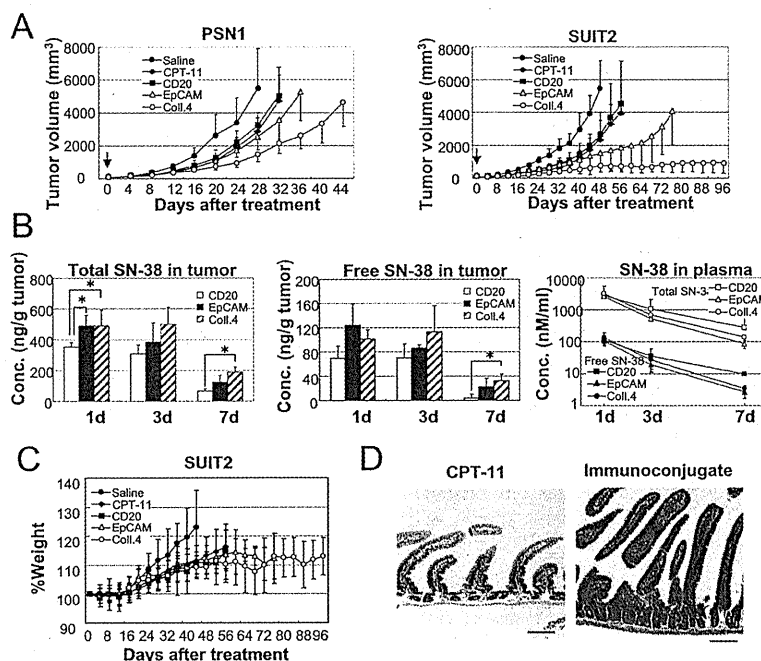 A
PSN1
Tumor volume (mm3)
8000
6000
4000
2000
0
Saline
CPT-11
CD20
EpCAM
Coll.4
0 4 8 12 16 20 24 28 32 36 40 44
Days after treatment
SUIT2
Tumor volume (mm3)
8000
6000
4000
2000
0
Saline
CPT-11
CD20
EpCAM
Coll.4
0 8 16 24 32 40 48 56 64 72 80 88 96
Days after treatment
B
Total SN-38 in tumor
Conc. (ng/g tumor)
800
600
400
200
0
CD20
EpCAM
Coll.4
* * *
1d 3d 7d
Free SN-38 in tumor
Conc. (ng/g tumor)
200
160
120
80
40
0
CD20
EpCAM
Coll.4
*
1d 3d 7d
SN-38 in plasma
Conc. (nM/ml)
10000
1000
100
10
1
Total SN-3
CD20
EpCAM
Coll.4
Free SN-38
CD20
EpCAM
Coll.4
1d 3d 7d
C
SUIT2
%Weight
140
130
120
110
100
90
Saline
CPT-11
CD20
EpCAM
Coll.4
0 8 16 24 32 40 48 56 64 72 80 88 96
Days after treatment
D
CPT-11
Immunoconjugate